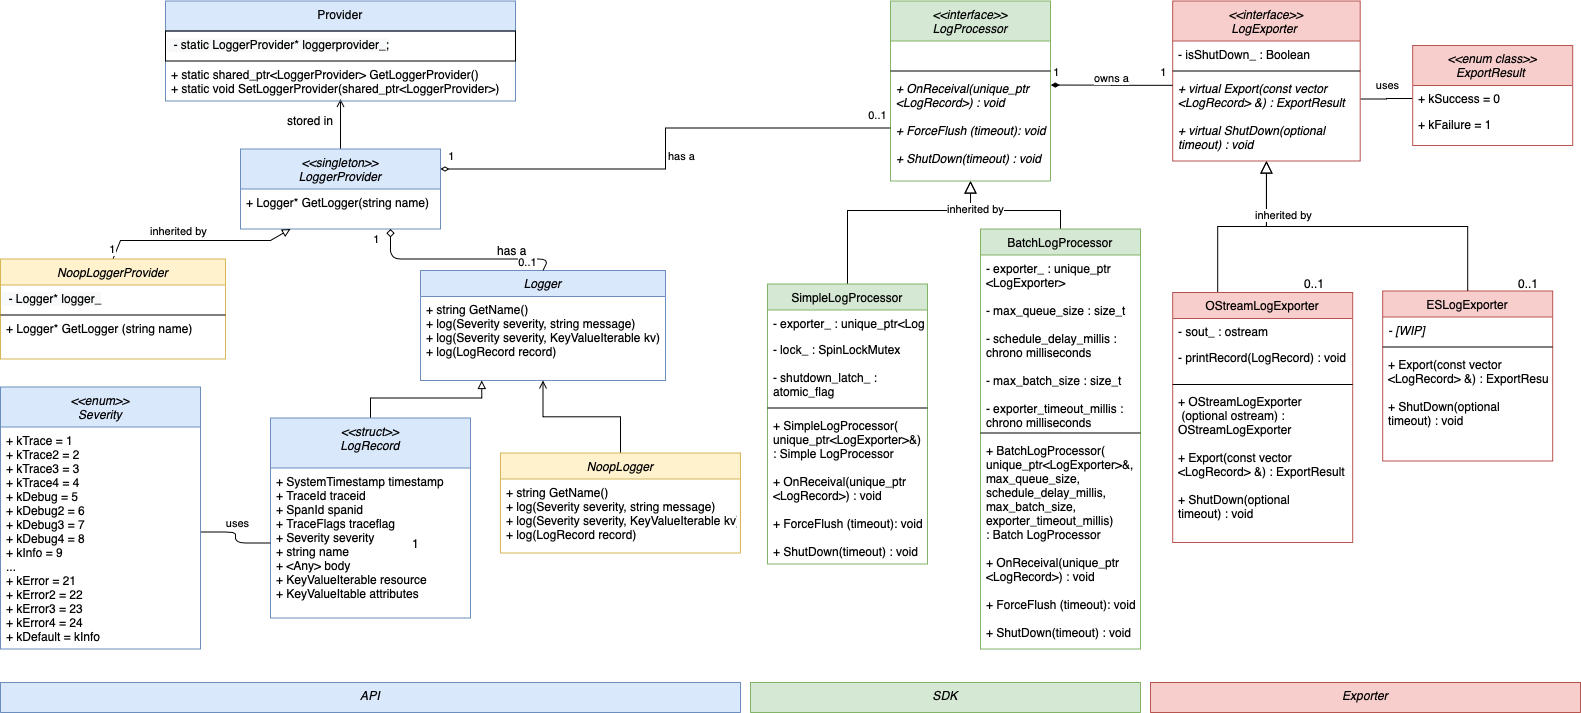 Provider
- static LoggerProvider* loggerprovider_;
+ static shared_ptr<LoggerProvider> GetLoggerProvider()
+ static void SetLoggerProvider(shared_ptr<LoggerProvider>)
stored in
<<singleton>>
LoggerProvider
+ Logger* GetLogger(string name)
1
has a
0..1
inherited by
1
NoopLoggerProvider
- Logger* logger_
+ Logger* GetLogger (string name)
1
has a
0..1
Logger
+ string GetName()
+ log(Severity severity, string message)
+ log(Severity severity, KeyValueIterable kv)
+ log(LogRecord record)
<<enum>>
Severity
+ kTrace = 1
+ kTrace2 = 2
+ kTrace3 = 3
+ kTrace4 = 4
+ kDebug = 5
+ kDebug2 = 6
+ kDebug3 = 7
+ kDebug4 = 8
+ kInfo = 9
...
+ kError = 21
+ kError2 = 22
+ kError3 = 23
+ kError4 = 24
+ kDefault = kInfo
uses
<<struct>>
LogRecord
+ SystemTimestamp timestamp
+ TraceId traceid
+ SpanId spanid
+ TraceFlags traceflag
+ Severity severity
+ string name
+ <Any> body
+ KeyValueIterable resource
+ KeyValueItable attributes
1
NoopLogger
+ string GetName()
+ log(Severity severity, string message)
+ log(Severity severity, KeyValueIterable kv
+ log(LogRecord record)
<<interface>>
LogProcessor
+ OnReceival(unique_ptr
<LogRecord>) : void
+ ForceFlush (timeout): void
+ ShutDown(timeout) : void
1
owns a
1
inherited by
SimpleLogProcessor
- exporter_ : unique_ptr<Log
- lock_ : SpinLockMutex
- shutdown_latch_ :
atomic_flag
+ SimpleLogProcessor(
unique_ptr<LogExporter>&)
: Simple LogProcessor
+ OnReceival(unique_ptr
<LogRecord>) : void
+ ForceFlush (timeout): void
+ ShutDown(timeout) : void
BatchLogProcessor
- exporter_ : unique_ptr
<LogExporter>
- max_queue_size : size_t
- schedule_delay_millis :
chrono milliseconds
- max_batch_size : size_t
- exporter_timeout_millis :
chrono milliseconds
+ BatchLogProcessor(
unique_ptr<LogExporter>&,
max_queue_size,
schedule_delay_millis,
max_batch_size,
exporter_timeout_millis)
: Batch LogProcessor
+ OnReceival(unique_ptr
<LogRecord>) : void
+ ForceFlush (timeout): void
+ ShutDown(timeout) : void
<<interface>>
LogExporter
- isShutDown_ : Boolean
+ virtual Export(const vector
<LogRecord> &) : ExportResult
+ virtual ShutDown(optional
timeout) : void
uses
<<enum class>>
ExportResult
+ kSuccess = 0
+ kFailure = 1
inherited by
0..1
OStreamLogExporter
- sout_ : ostream
- printRecord(LogRecord) : void
+ OStreamLogExporter
(optional ostream) :
OStreamLogExporter
+ Export(const vector
<LogRecord> &) : ExportResult
+ ShutDown(optional
timeout) : void
0..1
ESLogExporter
- [WIP]
+ Export(const vector
<LogRecord> &) : ExportResu
+ ShutDown(optional
timeout) : void
API
SDK
Exporter